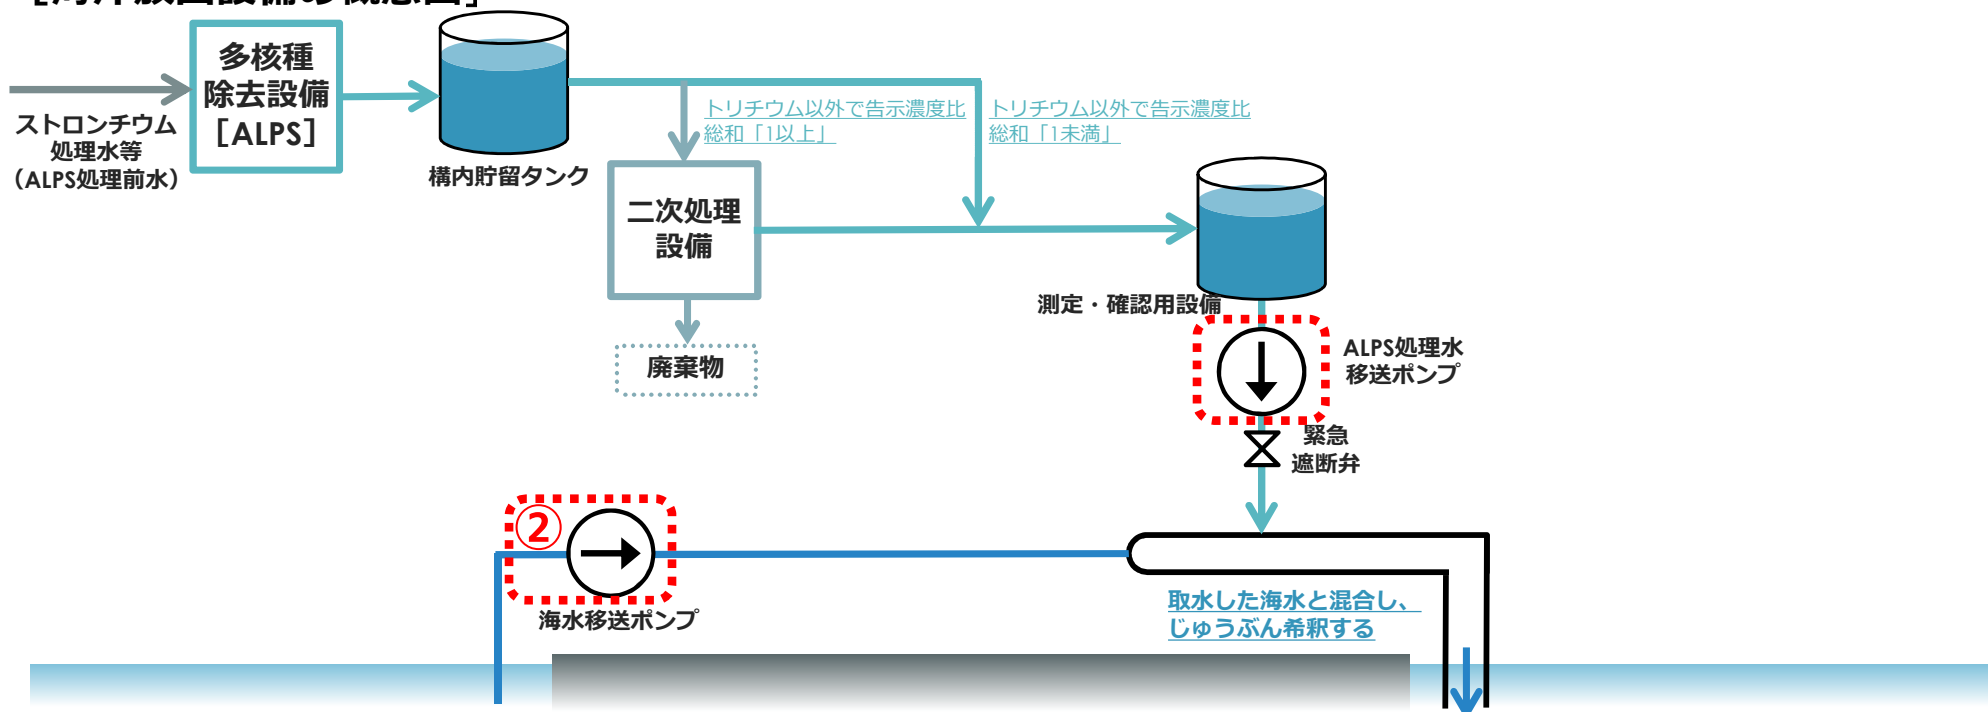 多核種
除去設備
［ALPS］
ストロンチウム
処理水等
（ALPS処理前水）
構内貯留タンク
トリチウム以外で告示濃度比
総和「1以上」
トリチウム以外で告示濃度比
総和「1未満」
二次処理
設備
廃棄物
測定・確認用設備
ALPS処理水
移送ポンプ
緊急
遮断弁
②
海水移送ポンプ
取水した海水と混合し、
じゅうぶん希釈する